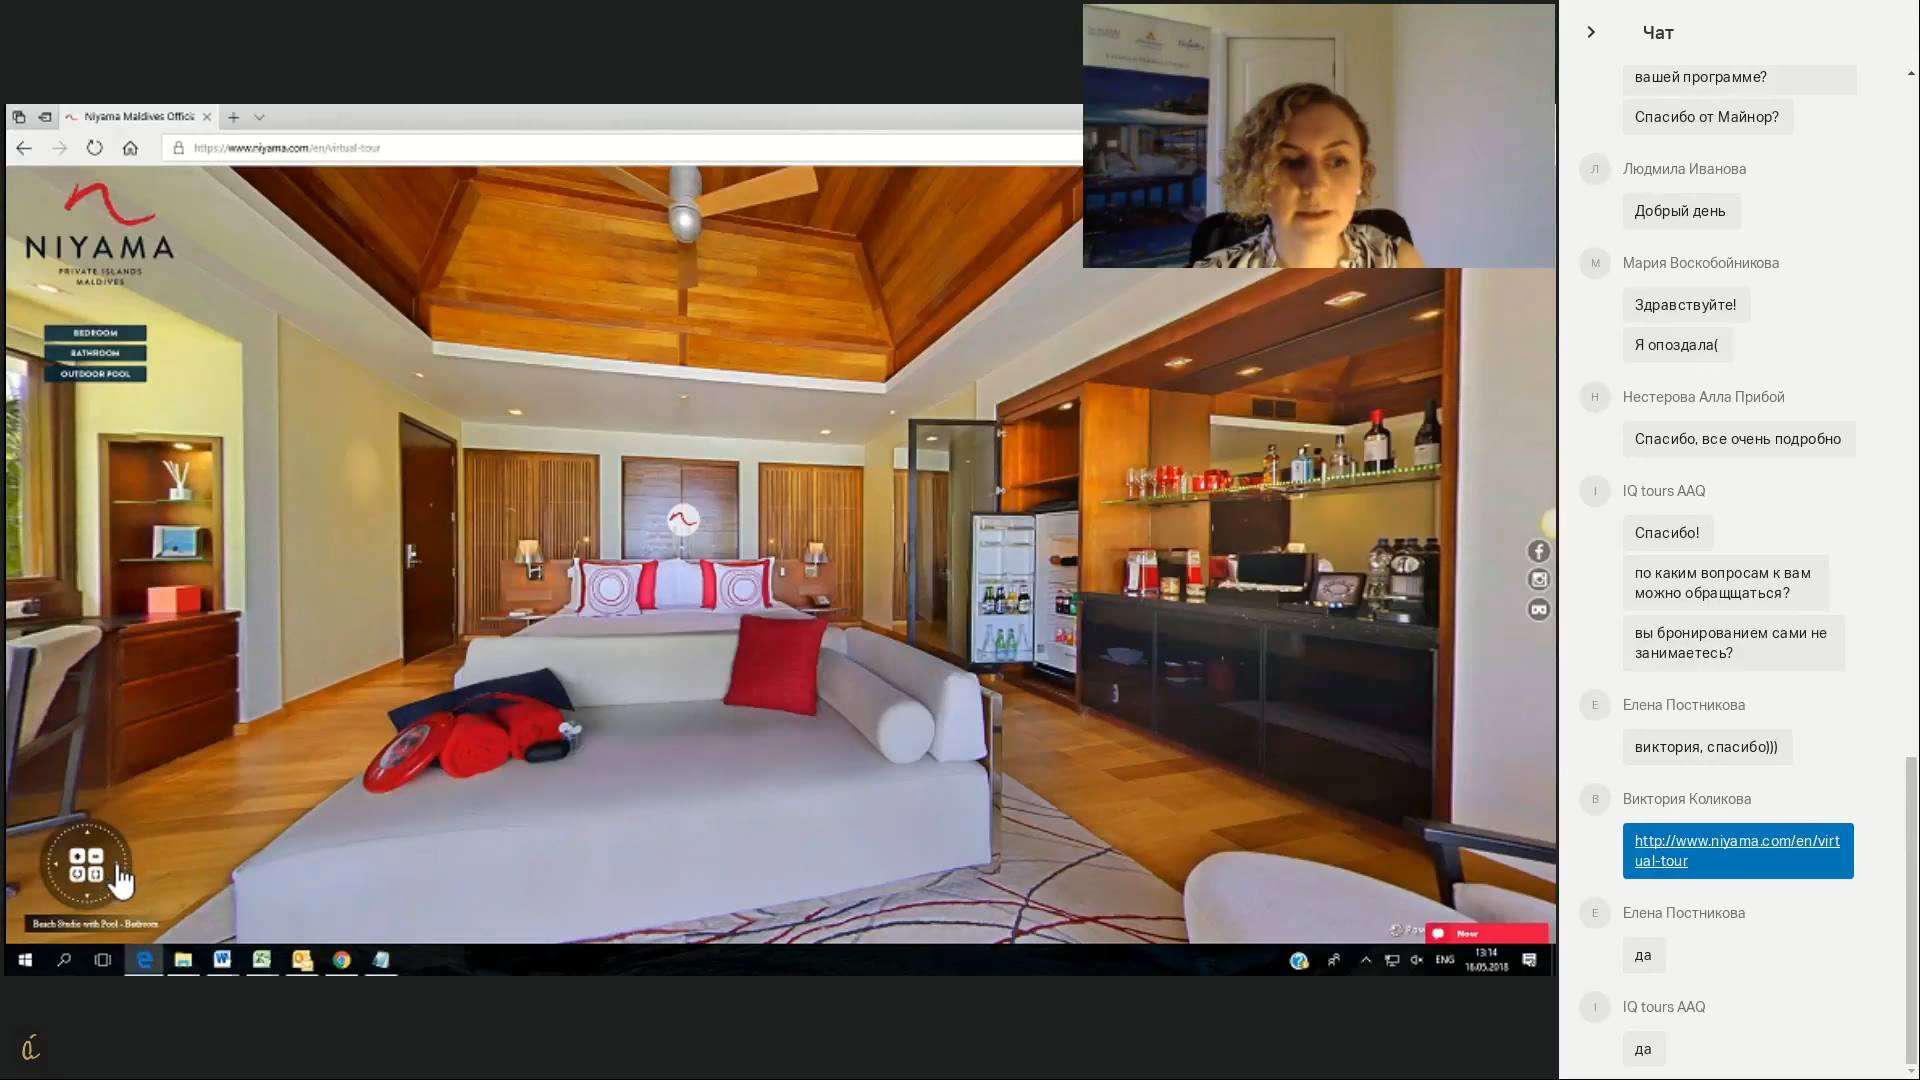 Niyama Maldives Officia
https://www.niyama.com/en/virtual-tour
NIYAMA
PRIVATE ISLANDS
MALDIVES
BEDROOM
BATHROOM
OUTDOOR POOL
Beach Studio with Pool - Bedroom
Now
ENG
13:14
16.05.2018
á
Чат
вашей программе?
Спасибо от Майнор?
Л
Людмила Иванова
Добрый день
М
Мария Воскобойникова
Здравствуйте!
Я опоздала(
Н
Нестерова Алла Прибой
Спасибо, все очень подробно
I
IQ tours AAQ
Спасибо!
по каким вопросам к вам
можно обращщаться?
вы бронированием сами не
занимаетесь?
Е
Елена Постникова
виктория, спасибо)))
В
Виктория Коликова
http://www.niyama.com/en/virt
ual-tour
Е
Елена Постникова
да
I
IQ tours AAQ
да